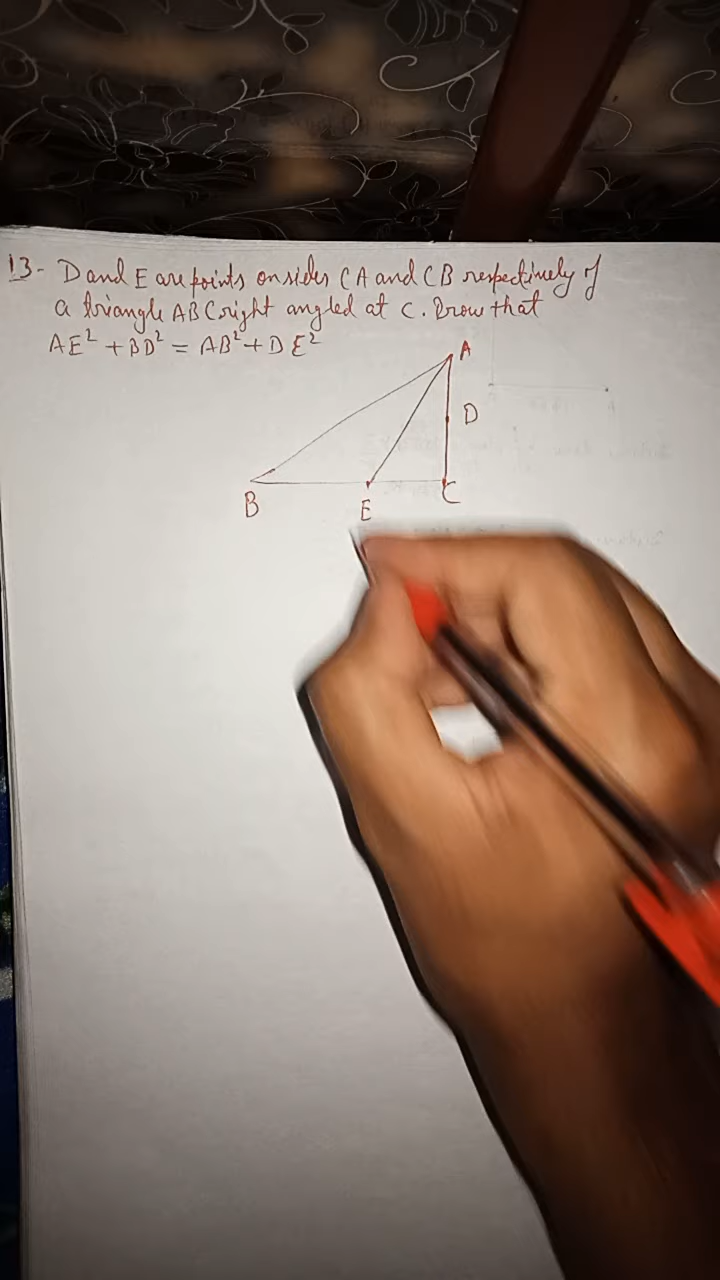 13- D and E are points on sides CA and CB respectively of
a triangle ABC right angled at C. Prove that
AE² + BD² = AB² + DE²
A
D
B
E
C